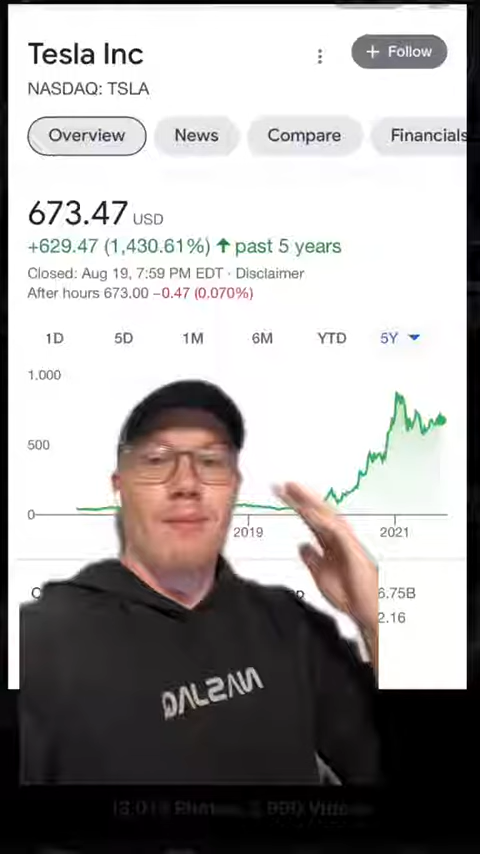 Tesla Inc
+ Follow
NASDAQ: TSLA
Overview
News
Compare
Financials
673.47 USD
+629.47 (1,430.61%) ↑ past 5 years
Closed: Aug 19, 7:59 PM EDT · Disclaimer
After hours 673.00 −0.47 (0.070%)
1D 5D 1M 6M YTD 5Y
1.000
500
0
2019 2021
6.75B
2.16